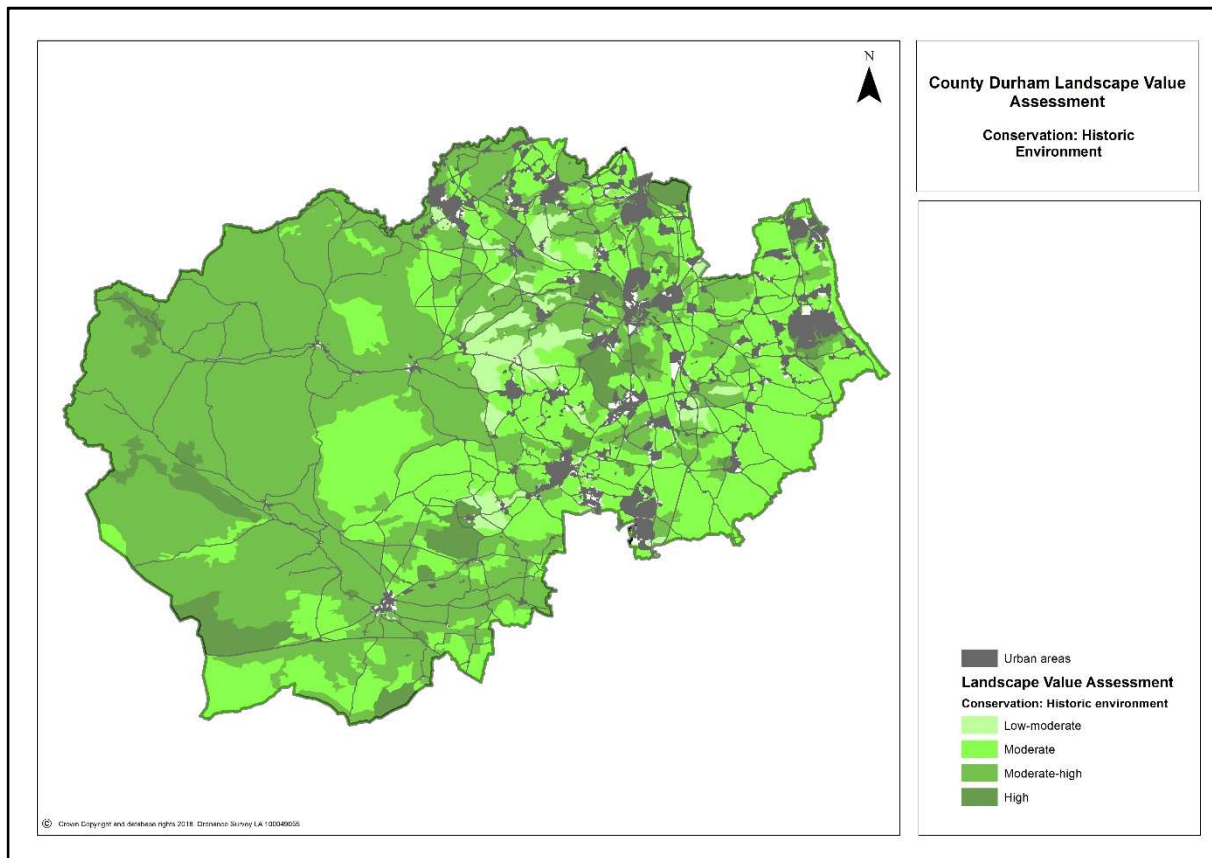 N
County Durham Landscape Value
Assessment
Conservation: Historic
Environment
Urban areas
Landscape Value Assessment
Conservation: Historic environment
Low-moderate
Moderate
Moderate-high
High
© Crown Copyright and database rights 2018. Ordnance Survey LA 100049055